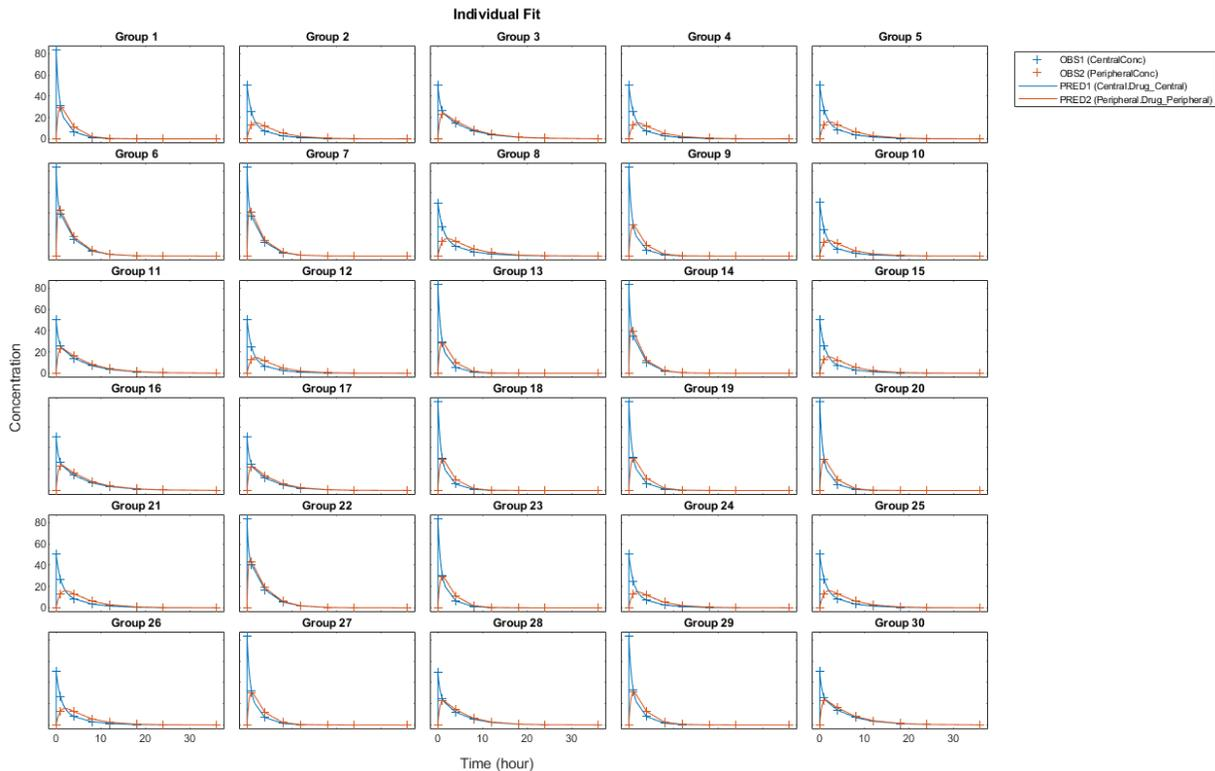 Individual Fit
Group 1
Group 2
Group 3
Group 4
Group 5
80
60
40
20
0
OBS1 (CentralConc)
OBS2 (PeripheralConc)
PRED1 (Central.Drug_Central)
PRED2 (Peripheral.Drug_Peripheral)
Group 6
Group 7
Group 8
Group 9
Group 10
Group 11
Group 12
Group 13
Group 14
Group 15
80
60
40
20
0
Concentration
Group 16
Group 17
Group 18
Group 19
Group 20
Group 21
Group 22
Group 23
Group 24
Group 25
80
60
40
20
0
Group 26
Group 27
Group 28
Group 29
Group 30
0 10 20 30
0 10 20 30
0 10 20 30
Time (hour)